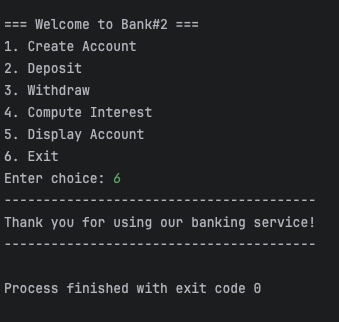 === Welcome to Bank#2 ===
1. Create Account
2. Deposit
3. Withdraw
4. Compute Interest
5. Display Account
6. Exit
Enter choice: 6
----------------------------------------
Thank you for using our banking service!
----------------------------------------
Process finished with exit code 0